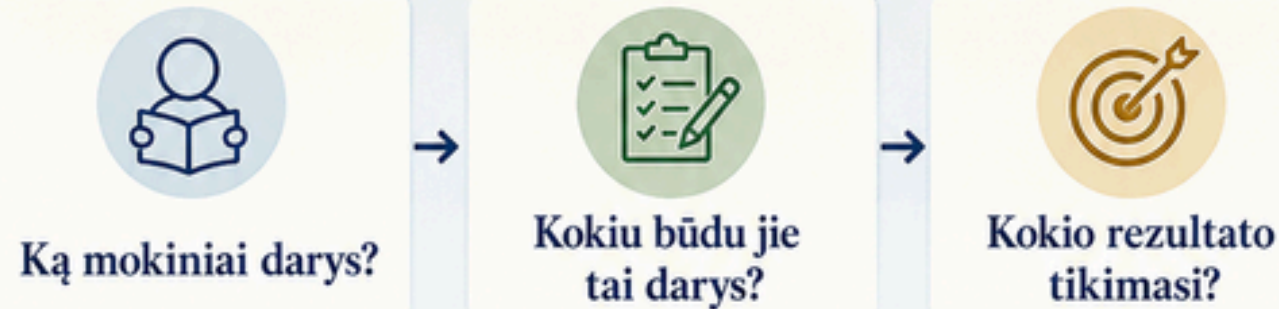 Ką mokiniai darys?
Kokiu būdu jie
tai darys?
Kokio rezultato
tikimasi?